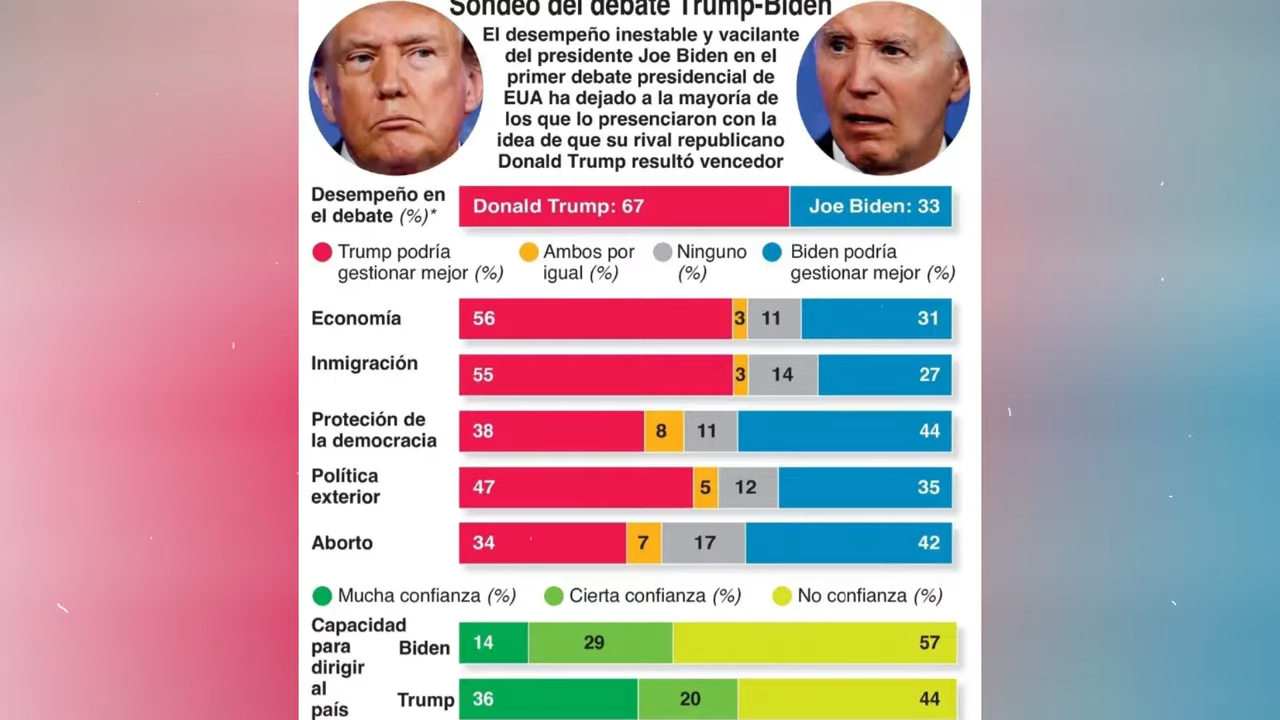 Sondeo del debate Trump-Biden
El desempeño inestable y vacilante
del presidente Joe Biden en el
primer debate presidencial de
EUA ha dejado a la mayoría de
los que lo presenciaron con la
idea de que su rival republicano
Donald Trump resultó vencedor
Desempeño en
el debate (%)*
Donald Trump: 67
Joe Biden: 33
Trump podría
gestionar mejor (%)
Ambos por
igual (%)
Ninguno
(%)
Biden podría
gestionar mejor (%)
Economía
56 3 11 31
Inmigración
55 3 14 27
Proteción de
la democracia
38 8 11 44
Política
exterior
47 5 12 35
Aborto
34 7 17 42
Mucha confianza (%)
Cierta confianza (%)
No confianza (%)
Capacidad
para
dirigir
al
país
Biden
14 29 57
Trump
36 20 44